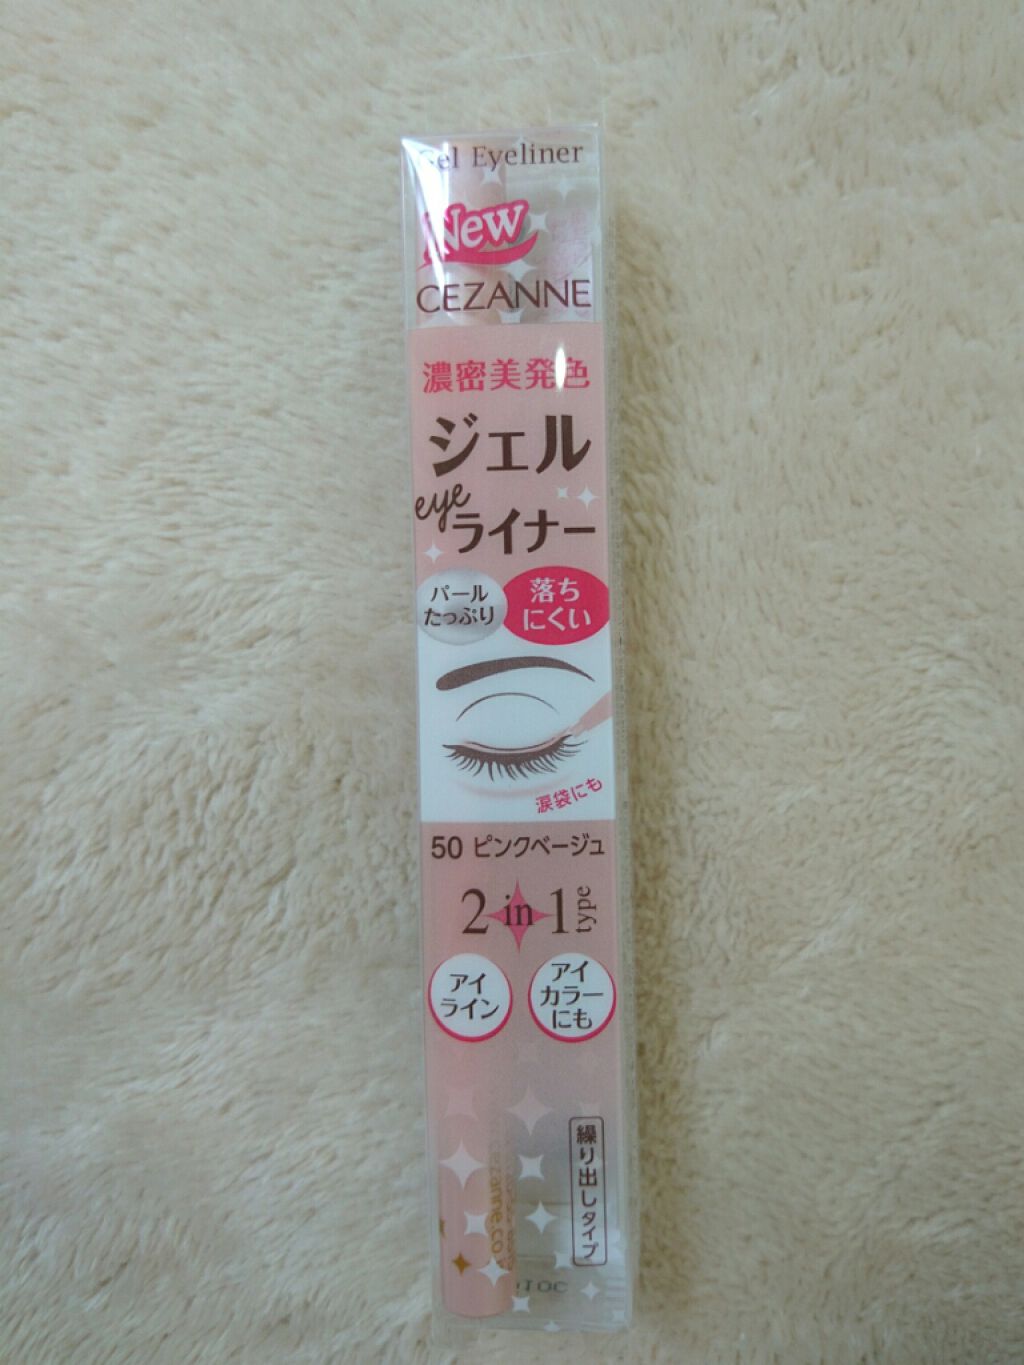 Gel Eyeliner
New
CEZANNE
濃密美発色
ジェル
eye
ライナー
パール
たっぷり
落ち
にくい
涙袋にも
50 ピンクベージュ
2 in 1 type
アイ
ライン
アイ
カラー
にも
繰り出しタイプ
cezanne.co